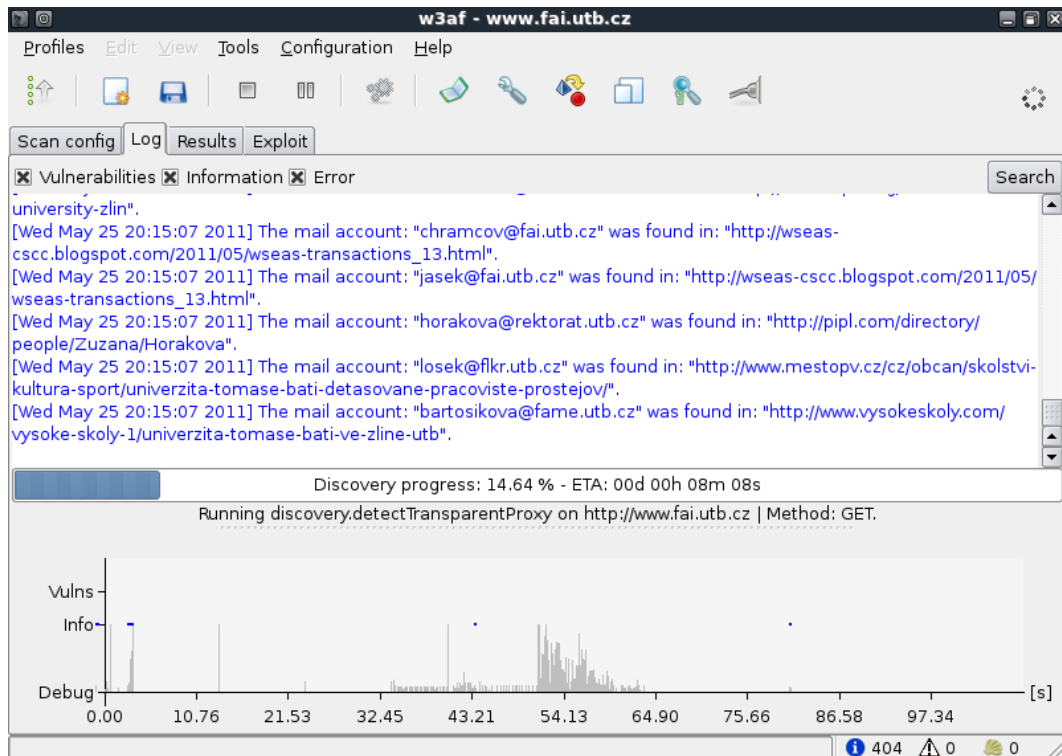 w3af - www.fai.utb.cz
Profiles Edit View Tools Configuration Help
Scan config Log Results Exploit
Vulnerabilities Information Error Search
university-zlin".
[Wed May 25 20:15:07 2011] The mail account: "chramcov@fai.utb.cz" was found in: "http://wseas-
cscc.blogspot.com/2011/05/wseas-transactions_13.html".
[Wed May 25 20:15:07 2011] The mail account: "jasek@fai.utb.cz" was found in: "http://wseas-cscc.blogspot.com/2011/05/
wseas-transactions_13.html".
[Wed May 25 20:15:07 2011] The mail account: "horakova@rektorat.utb.cz" was found in: "http://pipl.com/directory/
people/Zuzana/Horakova".
[Wed May 25 20:15:07 2011] The mail account: "losek@flkr.utb.cz" was found in: "http://www.mestopv.cz/cz/obcan/skolstvi-
kultura-sport/univerzita-tomase-bati-detasovane-pracoviste-prostejov/".
[Wed May 25 20:15:07 2011] The mail account: "bartosikova@fame.utb.cz" was found in: "http://www.vysokeskoly.com/
vysoke-skoly-1/univerzita-tomase-bati-ve-zline-utb".
Discovery progress: 14.64 % - ETA: 00d 00h 08m 08s
Running discovery.detectTransparentProxy on http://www.fai.utb.cz | Method: GET.
Vulns
Info
Debug
[s]
0.00 10.76 21.53 32.45 43.21 54.13 64.90 75.66 86.58 97.34
404 0 0